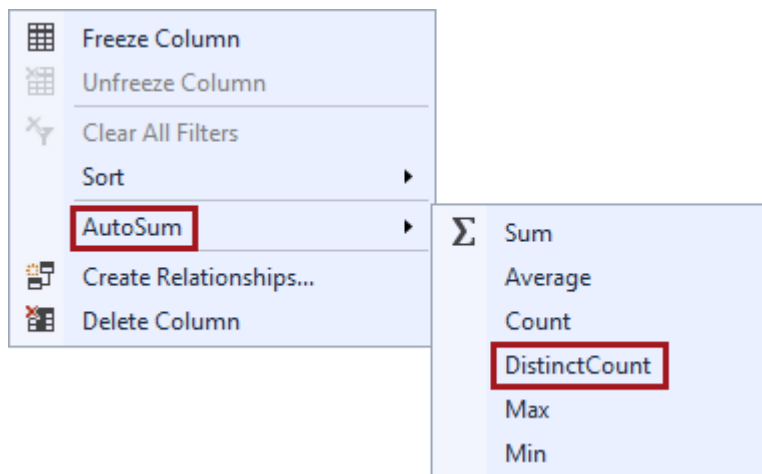 Freeze Column
Unfreeze Column
Clear All Filters
Sort
AutoSum
Create Relationships...
Delete Column
Σ Sum
Average
Count
DistinctCount
Max
Min